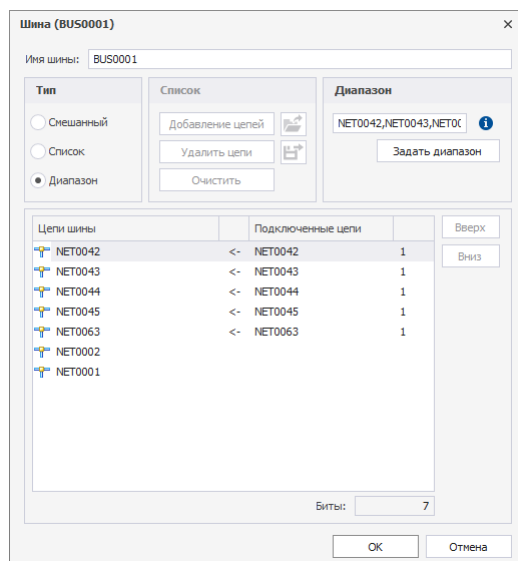 Шина (BUS0001)
Имя шины: BUS0001
Тип
Смешанный
Список
Диапазон
Список
Добавление цепей
Удалить цепи
Очистить
Диапазон
NET0042,NET0043,NET00
Задать диапазон
Цепи шины Подключенные цепи
NET0042 <- NET0042 1
NET0043 <- NET0043 1
NET0044 <- NET0044 1
NET0045 <- NET0045 1
NET0063 <- NET0063 1
NET0002
NET0001
Вверх
Вниз
Биты: 7
OK Отмена